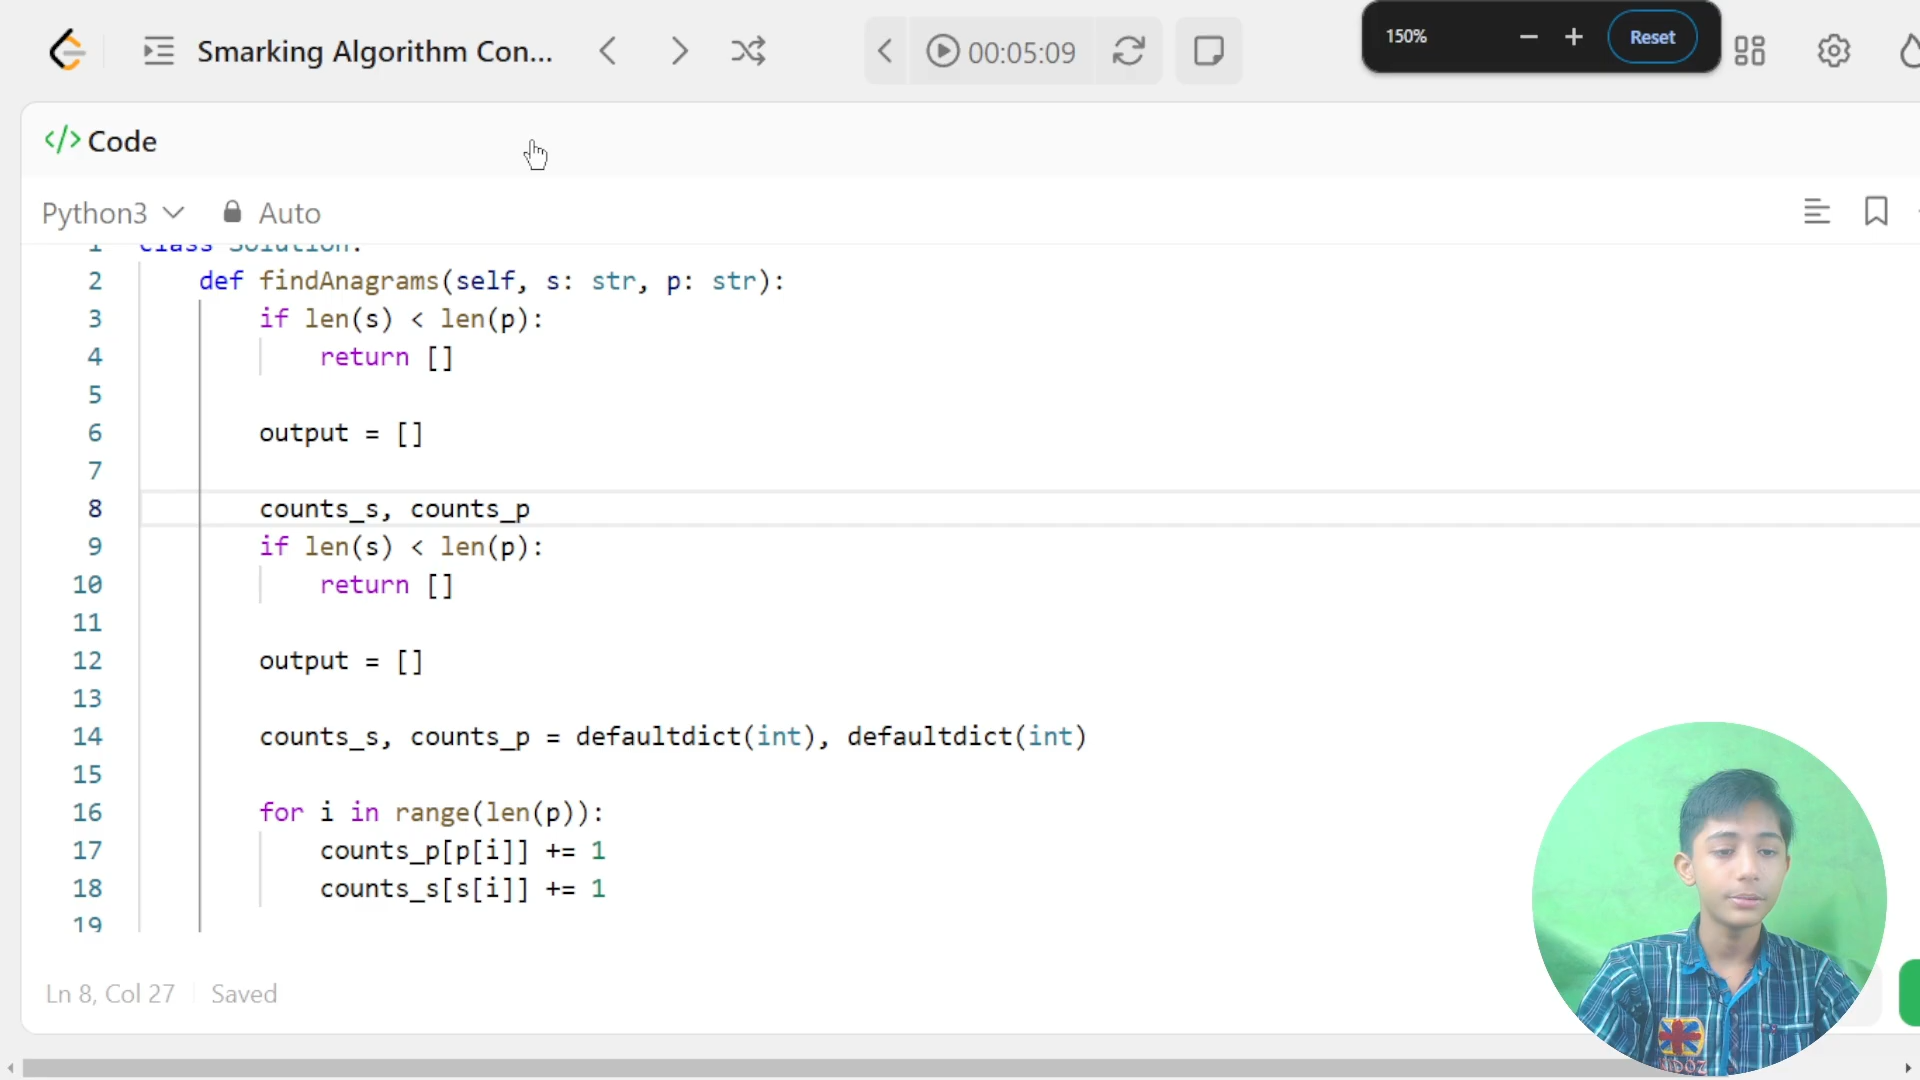 Smarking Algorithm Con...
00:05:09
150%
Reset
</> Code
Python3
Auto
1 class Solution:
2 def findAnagrams(self, s: str, p: str):
3 if len(s) < len(p):
4 return []
5
6 output = []
7
8 counts_s, counts_p
9 if len(s) < len(p):
10 return []
11
12 output = []
13
14 counts_s, counts_p = defaultdict(int), defaultdict(int)
15
16 for i in range(len(p)):
17 counts_p[p[i]] += 1
18 counts_s[s[i]] += 1
19
Ln 8, Col 27
Saved